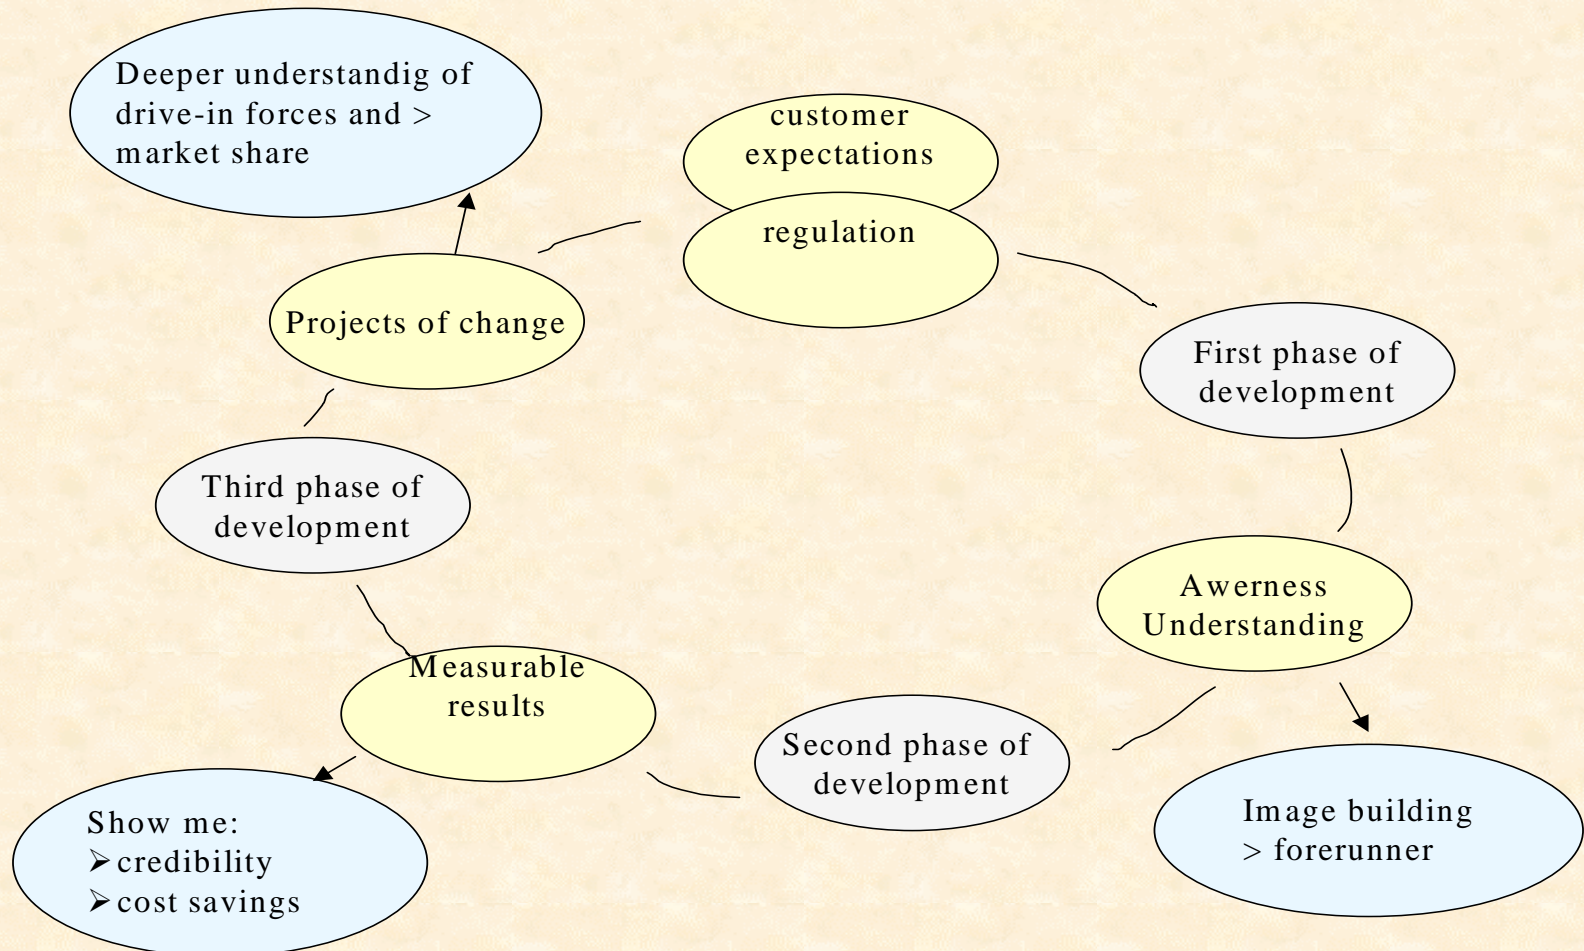 Deeper understandig of
drive-in forces and >
market share
customer
expectations
regulation
Projects of change
First phase of
development
Third phase of
development
Awerness
Understanding
Measurable
results
Second phase of
development
Image building
> forerunner
Show me:
➢credibility
➢cost savings